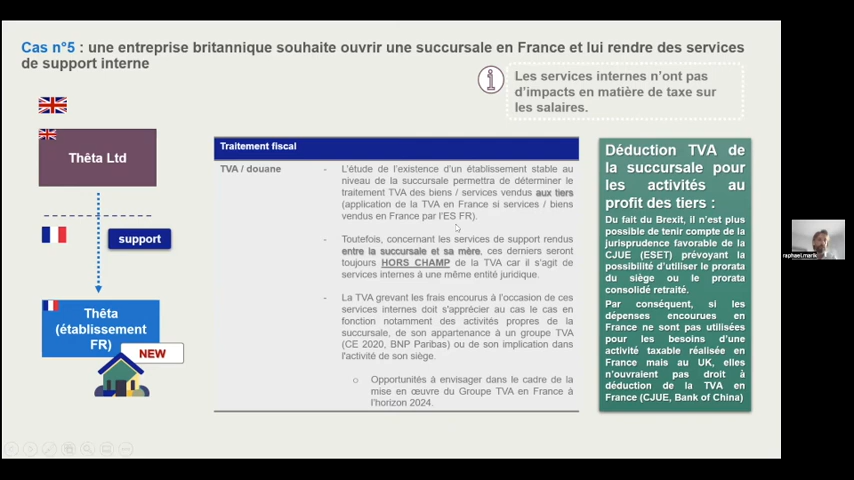 Cas n°5 : une entreprise britannique souhaite ouvrir une succursale en France et lui rendre des services
de support interne
Les services internes n'ont pas
d'impacts en matière de taxe sur
les salaires.
Thêta Ltd
support
Thêta
(établissement
FR)
NEW
Traitement fiscal
TVA / douane
- L'étude de l'existence d'un établissement stable au
niveau de la succursale permettra de déterminer le
traitement TVA des biens / services vendus aux tiers
(application de la TVA en France si services / biens
vendus en France par l'ES FR).
- Toutefois, concernant les services de support rendus
entre la succursale et sa mère, ces derniers seront
toujours HORS CHAMP de la TVA car il s'agit de
services internes à une même entité juridique.
- La TVA grevant les frais encourus à l'occasion de ces
services internes doit s'apprécier au cas le cas en
fonction notamment des activités propres de la
succursale, de son appartenance à un groupe TVA
(CE 2020, BNP Paribas) ou de son implication dans
l'activité de son siège.
o Opportunités à envisager dans le cadre de la
mise en œuvre du Groupe TVA en France à
l'horizon 2024.
Déduction TVA de
la succursale pour
les activités au
profit des tiers :
Du fait du Brexit, il n'est plus
possible de tenir compte de la
jurisprudence favorable de la
CJUE (ESET) prévoyant la
possibilité d'utiliser le prorata
du siège ou le prorata
consolidé retraité.
Par conséquent, si les
dépenses encourues en
France ne sont pas utilisées
pour les besoins d'une
activité taxable réalisée en
France mais au UK, elles
n'ouvraient pas droit à
déduction de la TVA en
France (CJUE, Bank of China)
raphael.marik